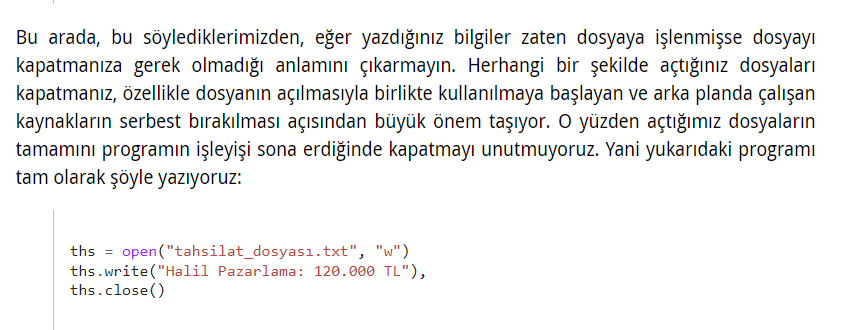 Bu arada, bu söylediklerimizden, eğer yazdığınız bilgiler zaten dosyaya işlenmişse dosyayı
kapatmanıza gerek olmadığı anlamını çıkarmayın. Herhangi bir şekilde açtığınız dosyaları
kapatmanız, özellikle dosyanın açılmasıyla birlikte kullanılmaya başlayan ve arka planda çalışan
kaynakların serbest bırakılması açısından büyük önem taşıyor. O yüzden açtığımız dosyaların
tamamını programın işleyişi sona erdiğinde kapatmayı unutmuyoruz. Yani yukarıdaki programı
tam olarak şöyle yazıyoruz:
ths = open("tahsilat_dosyası.txt", "w")
ths.write("Halil Pazarlama: 120.000 TL"),
ths.close()